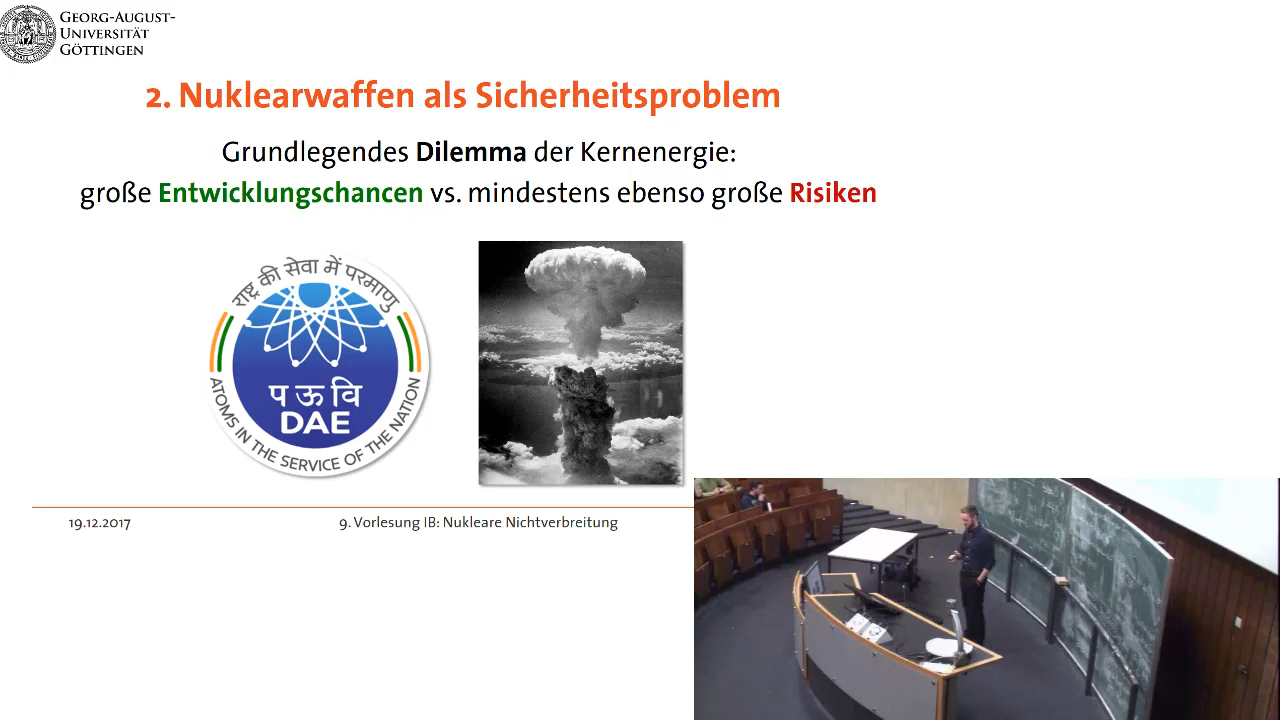 GEORG-AUGUST-
UNIVERSITÄT
GÖTTINGEN
2. Nuklearwaffen als Sicherheitsproblem
Grundlegendes Dilemma der Kernenergie:
große Entwicklungschancen vs. mindestens ebenso große Risiken
राष्ट्र की सेवा में परमाणु
प ऊ वि
DAE
ATOMS IN THE SERVICE OF THE NATION
19.12.2017
9. Vorlesung IB: Nukleare Nichtverbreitung